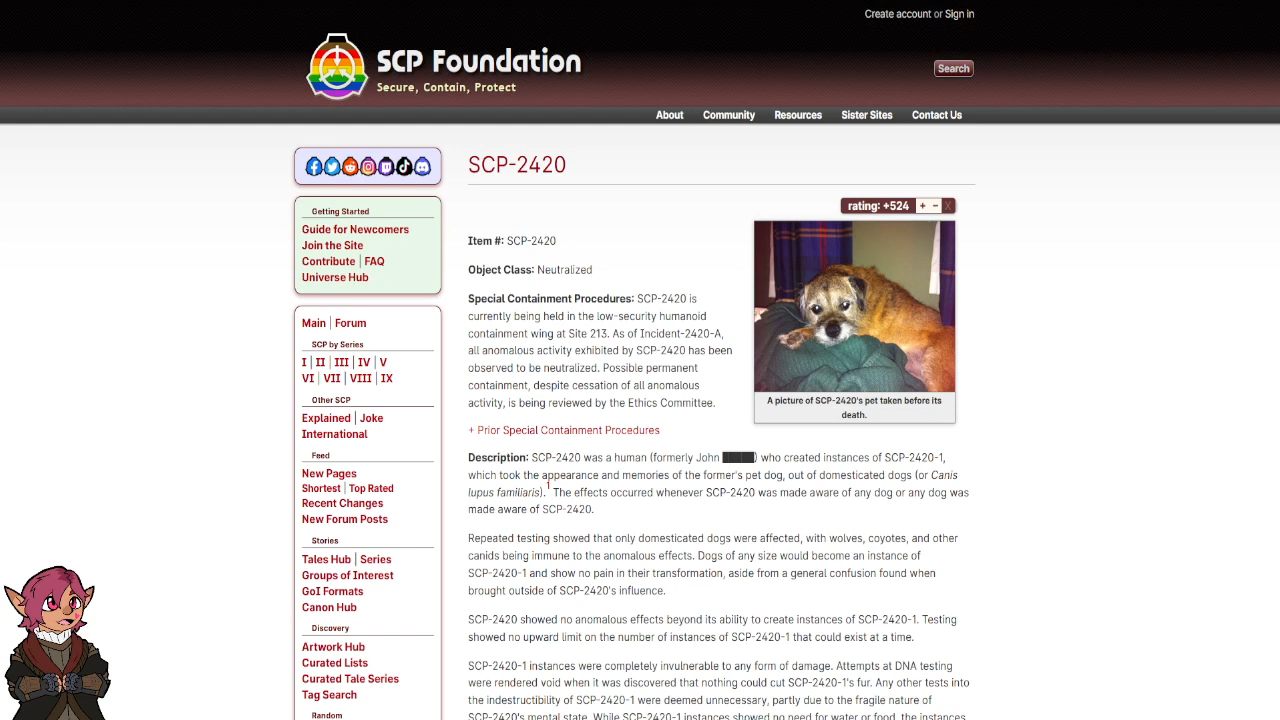 Create account or Sign in
SCP Foundation
Secure, Contain, Protect
Search
About Community Resources Sister Sites Contact Us
Getting Started
Guide for Newcomers
Join the Site
Contribute | FAQ
Universe Hub
Main | Forum
SCP by Series
I | II | III | IV | V
VI | VII | VIII | IX
Other SCP
Explained | Joke
International
Feed
New Pages
Shortest | Top Rated
Recent Changes
New Forum Posts
Stories
Tales Hub | Series
Groups of Interest
GoI Formats
Canon Hub
Discovery
Artwork Hub
Curated Lists
Curated Tale Series
Tag Search
Random
SCP-2420
rating: +524 + − X
A picture of SCP-2420's pet taken before its
death.
Item #: SCP-2420
Object Class: Neutralized
Special Containment Procedures: SCP-2420 is
currently being held in the low-security humanoid
containment wing at Site 213. As of Incident-2420-A,
all anomalous activity exhibited by SCP-2420 has been
observed to be neutralized. Possible permanent
containment, despite cessation of all anomalous
activity, is being reviewed by the Ethics Committee.
+ Prior Special Containment Procedures
Description: SCP-2420 was a human (formerly John █████) who created instances of SCP-2420-1,
which took the appearance and memories of the former's pet dog, out of domesticated dogs (or Canis
lupus familiaris).1 The effects occurred whenever SCP-2420 was made aware of any dog or any dog was
made aware of SCP-2420.
Repeated testing showed that only domesticated dogs were affected, with wolves, coyotes, and other
canids being immune to the anomalous effects. Dogs of any size would become an instance of
SCP-2420-1 and show no pain in their transformation, aside from a general confusion found when
brought outside of SCP-2420's influence.
SCP-2420 showed no anomalous effects beyond its ability to create instances of SCP-2420-1. Testing
showed no upward limit on the number of instances of SCP-2420-1 that could exist at a time.
SCP-2420-1 instances were completely invulnerable to any form of damage. Attempts at DNA testing
were rendered void when it was discovered that nothing could cut SCP-2420-1's fur. Any other tests into
the indestructibility of SCP-2420-1 were deemed unnecessary, partly due to the fragile nature of
SCP-2420's mental state. While SCP-2420-1 instances showed no need for water or food, the instances